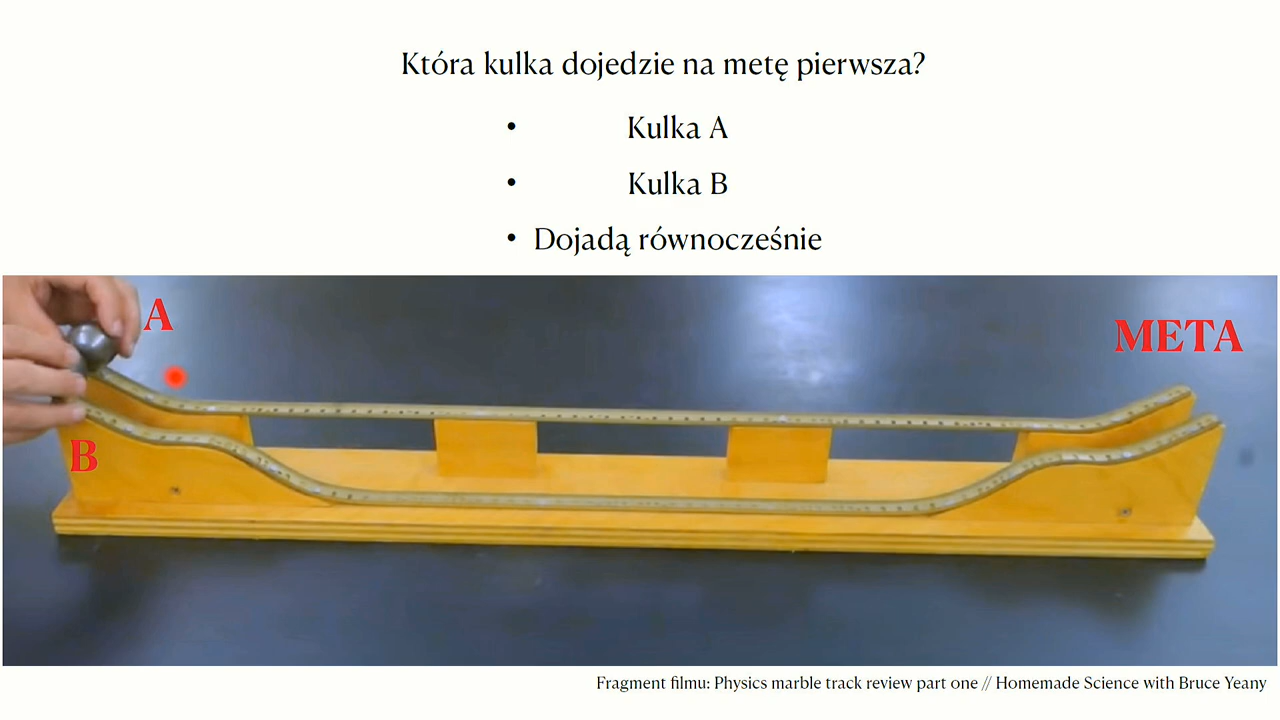 Która kulka dojedzie na metę pierwsza?
• Kulka A
• Kulka B
• Dojadą równocześnie
A
META
B
Fragment filmu: Physics marble track review part one // Homemade Science with Bruce Yeany